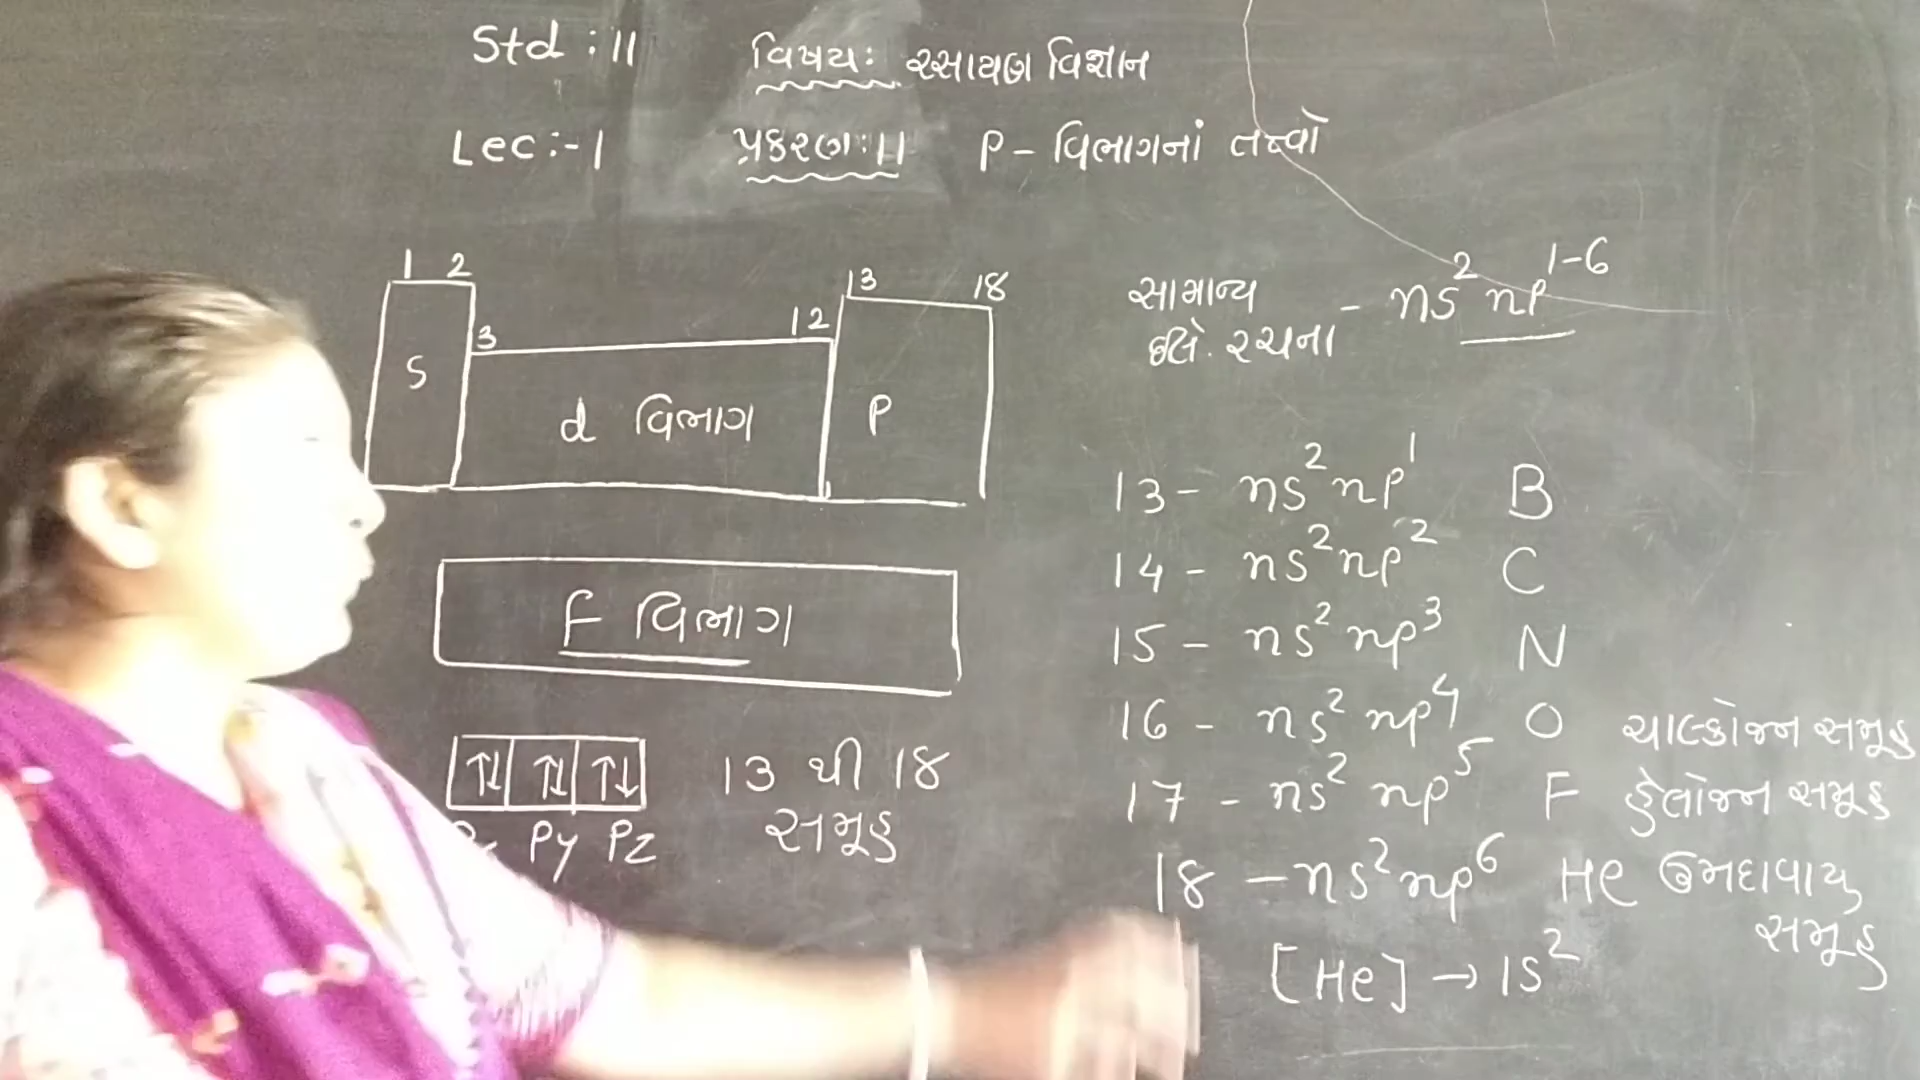 Std : 11 વિષય: રસાયણ વિજ્ઞાન
Lec :- 1 પ્રકરણ: 11 P - વિભાગનાં તત્ત્વો
1 2
3 12
13 18
S
d વિભાગ
P
f વિભાગ
Py Pz
13 થી 18
સમૂહ
સામાન્ય
ઈલે. રચના - ns² np¹⁻⁶
13 - ns² np¹ B
14 - ns² np² C
15 - ns² np³ N
16 - ns² np⁴ O ચાલ્કોજન સમૂહ
17 - ns² np⁵ F હેલોજન સમૂહ
18 - ns² np⁶ He ઉમદાવાયુ
સમૂહ
[He] → 1s²